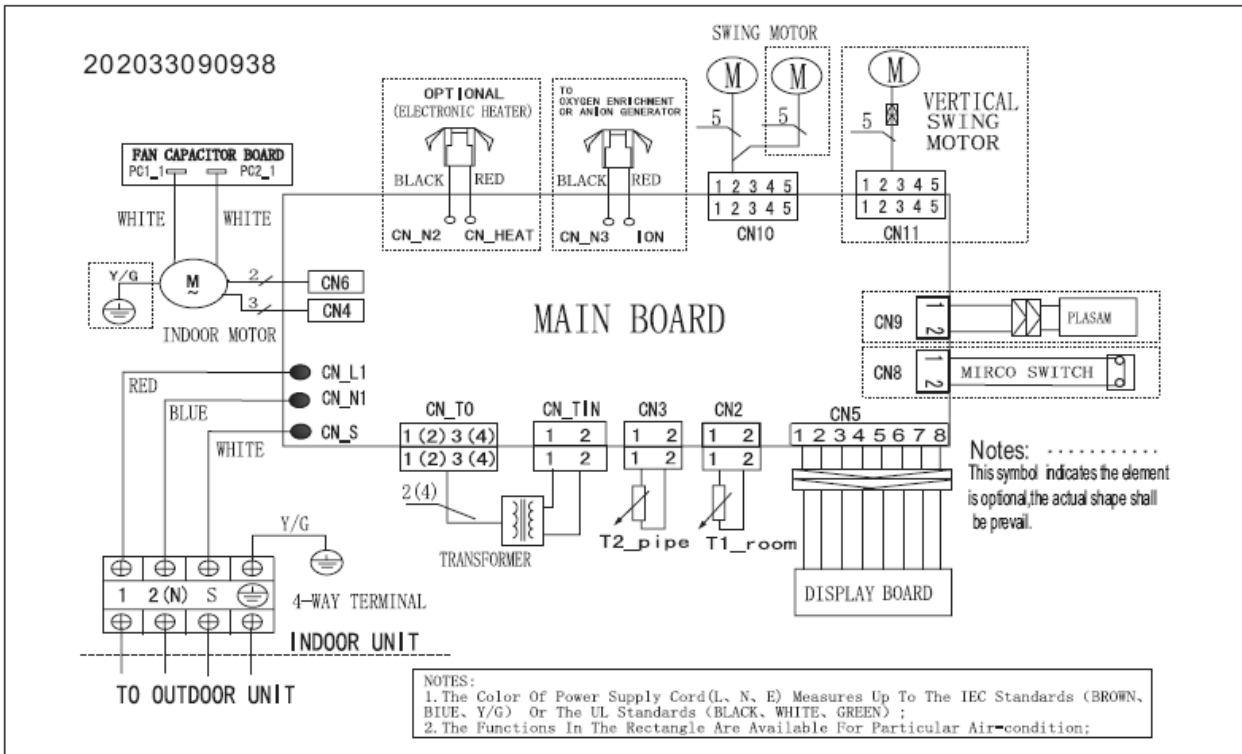 202033090938
SWING MOTOR
M
M
M
5
5
5
VERTICAL
SWING
MOTOR
OPTIONAL
(ELECTRONIC HEATER)
BLACK
RED
CN_N2
CN_HEAT
TO
OXYGEN ENRICHMENT
OR ANION GENERATOR
BLACK
RED
CN_N3
ION
1 2 3 4 5
1 2 3 4 5
CN10
1 2 3 4 5
1 2 3 4 5
CN11
FAN CAPACITOR BOARD
PC1_1
PC2_1
WHITE
WHITE
Y/G
M
~
2
3
CN6
CN4
INDOOR MOTOR
MAIN BOARD
CN9
1
2
PLASAM
CN8
1
2
MIRCO SWITCH
RED
BLUE
WHITE
CN_L1
CN_N1
CN_S
CN_TO
1 (2) 3 (4)
1 (2) 3 (4)
2(4)
CN_TIN
1 2
1 2
TRANSFORMER
CN3
1 2
1 2
T2_pipe
CN2
1 2
1 2
T1_room
CN5
1 2 3 4 5 6 7 8
DISPLAY BOARD
Notes: ...........
This symbol indicates the element
is optional,the actual shape shall
be prevail.
Y/G
1 2(N) S
4-WAY TERMINAL
INDOOR UNIT
TO OUTDOOR UNIT
NOTES:
1. The Color Of Power Supply Cord(L、N、E) Measures Up To The IEC Standards (BROWN、
BIUE、Y/G) Or The UL Standards (BLACK、WHITE、GREEN) ;
2. The Functions In The Rectangle Are Available For Particular Air-condition;